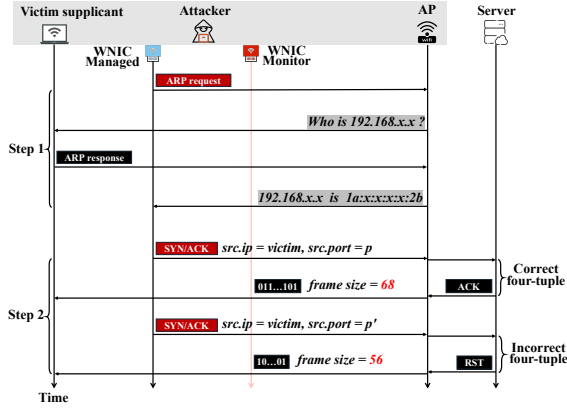 Victim supplicant
Attacker
AP
Server
WNIC
Managed
WNIC
Monitor
wifi
ARP request
Who is 192.168.x.x ?
Step 1
ARP response
192.168.x.x is 1a:x:x:x:x:2b
SYN/ACK src.ip = victim, src.port = p
011...101 frame size = 68
ACK
Correct
four-tuple
Step 2
SYN/ACK src.ip = victim, src.port = p'
10...01 frame size = 56
RST
Incorrect
four-tuple
Time